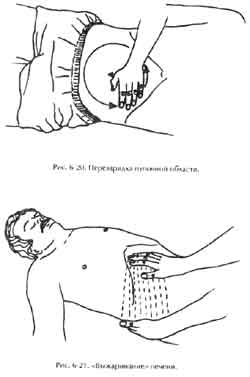 Рис. 6-20. Перезарядка пупочной области.
Рис. 6-21. «Выжаривание» печени.